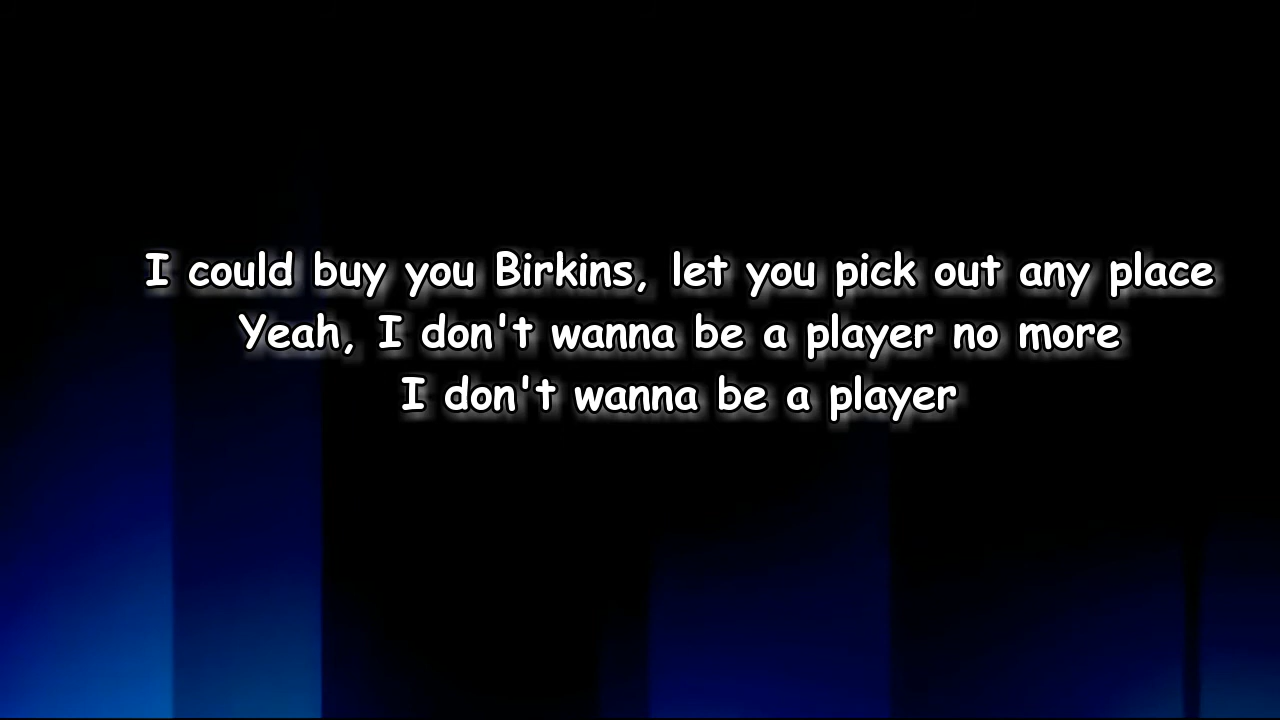 I could buy you Birkins, let you pick out any place
Yeah, I don't wanna be a player no more
I don't wanna be a player